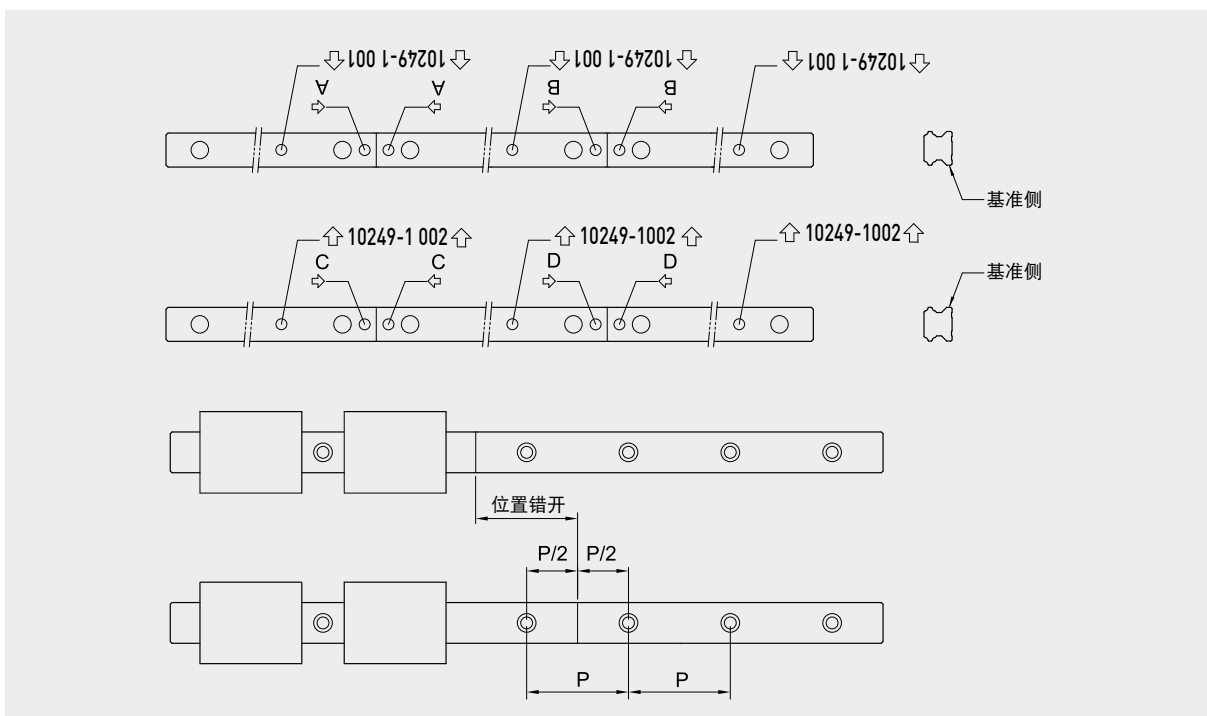 ⇩ 10249-1 001 ⇩ ⇩ 10249-1 001 ⇩ ⇩ 10249-1 001 ⇩
A A B B
基准侧
⇧ 10249-1 002 ⇧ ⇧ 10249-1002 ⇧ ⇧ 10249-1002 ⇧
C C D D
基准侧
位置错开
P/2 P/2
P P